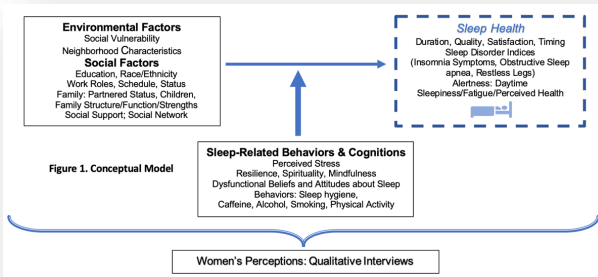 Environmental Factors
Social Vulnerability
Neighborhood Characteristics
Social Factors
Education, Race/Ethnicity
Work Roles, Schedule, Status
Family: Partnered Status, Children,
Family Structure/Function/Strengths
Social Support; Social Network
Sleep Health
Duration, Quality, Satisfaction, Timing
Sleep Disorder Indices
(Insomnia Symptoms, Obstructive Sleep
apnea, Restless Legs)
Alertness: Daytime
Sleepiness/Fatigue/Perceived Health
Figure 1. Conceptual Model
Sleep-Related Behaviors & Cognitions
Perceived Stress
Resilience, Spirituality, Mindfulness
Dysfunctional Beliefs and Attitudes about Sleep
Behaviors: Sleep hygiene,
Caffeine, Alcohol, Smoking, Physical Activity
Women's Perceptions: Qualitative Interviews